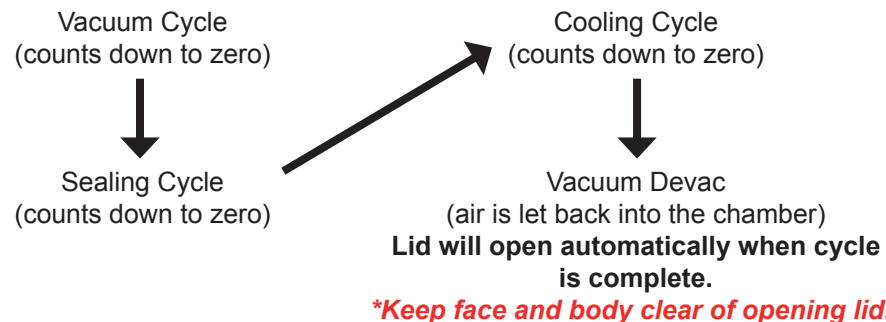 Vacuum Cycle
(counts down to zero)
Sealing Cycle
(counts down to zero)
Cooling Cycle
(counts down to zero)
Vacuum Devac
(air is let back into the chamber)
Lid will open automatically when cycle
is complete.
*Keep face and body clear of opening lid.